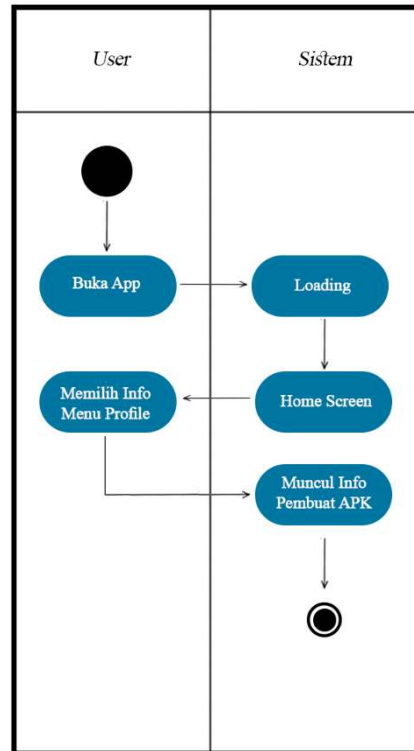 User
Sistem
Buka App
Loading
Memilih Info
Menu Profile
Home Screen
Muncul Info
Pembuat APK